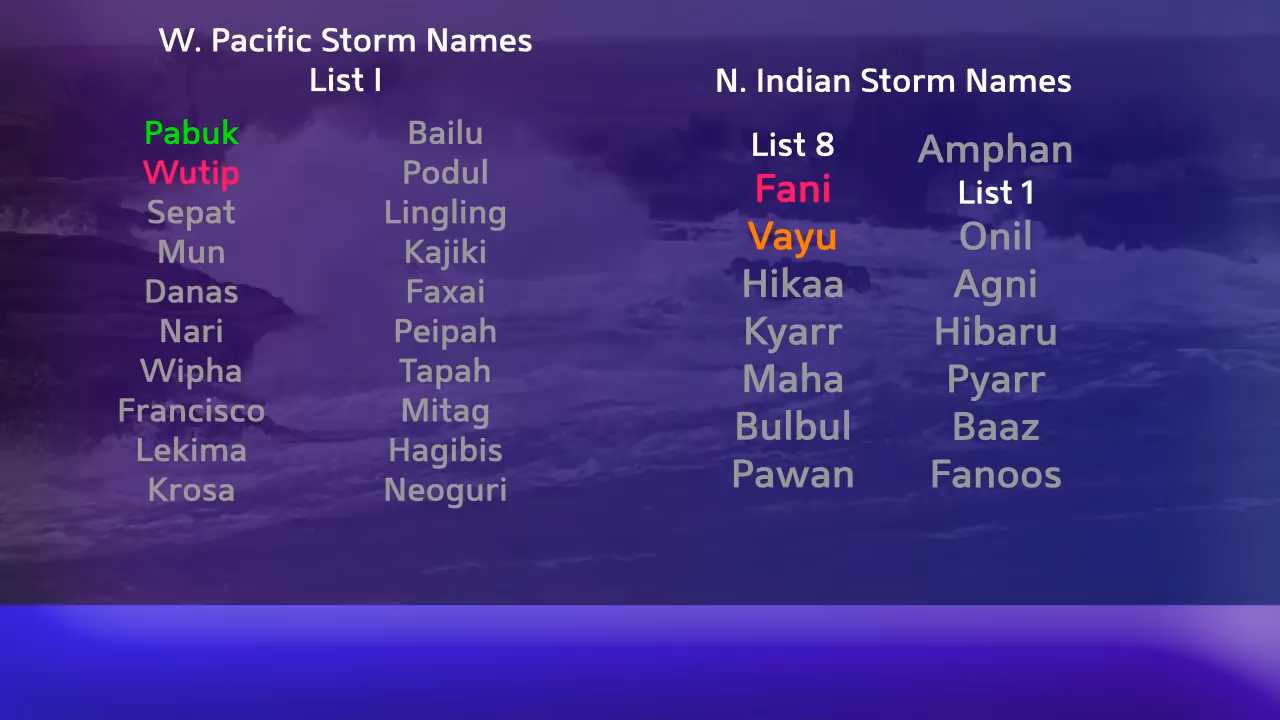 W. Pacific Storm Names
List I
Pabuk
Wutip
Sepat
Mun
Danas
Nari
Wipha
Francisco
Lekima
Krosa
Bailu
Podul
Lingling
Kajiki
Faxai
Peipah
Tapah
Mitag
Hagibis
Neoguri
N. Indian Storm Names
List 8
Fani
Vayu
Hikaa
Kyarr
Maha
Bulbul
Pawan
Amphan
List 1
Onil
Agni
Hibaru
Pyarr
Baaz
Fanoos